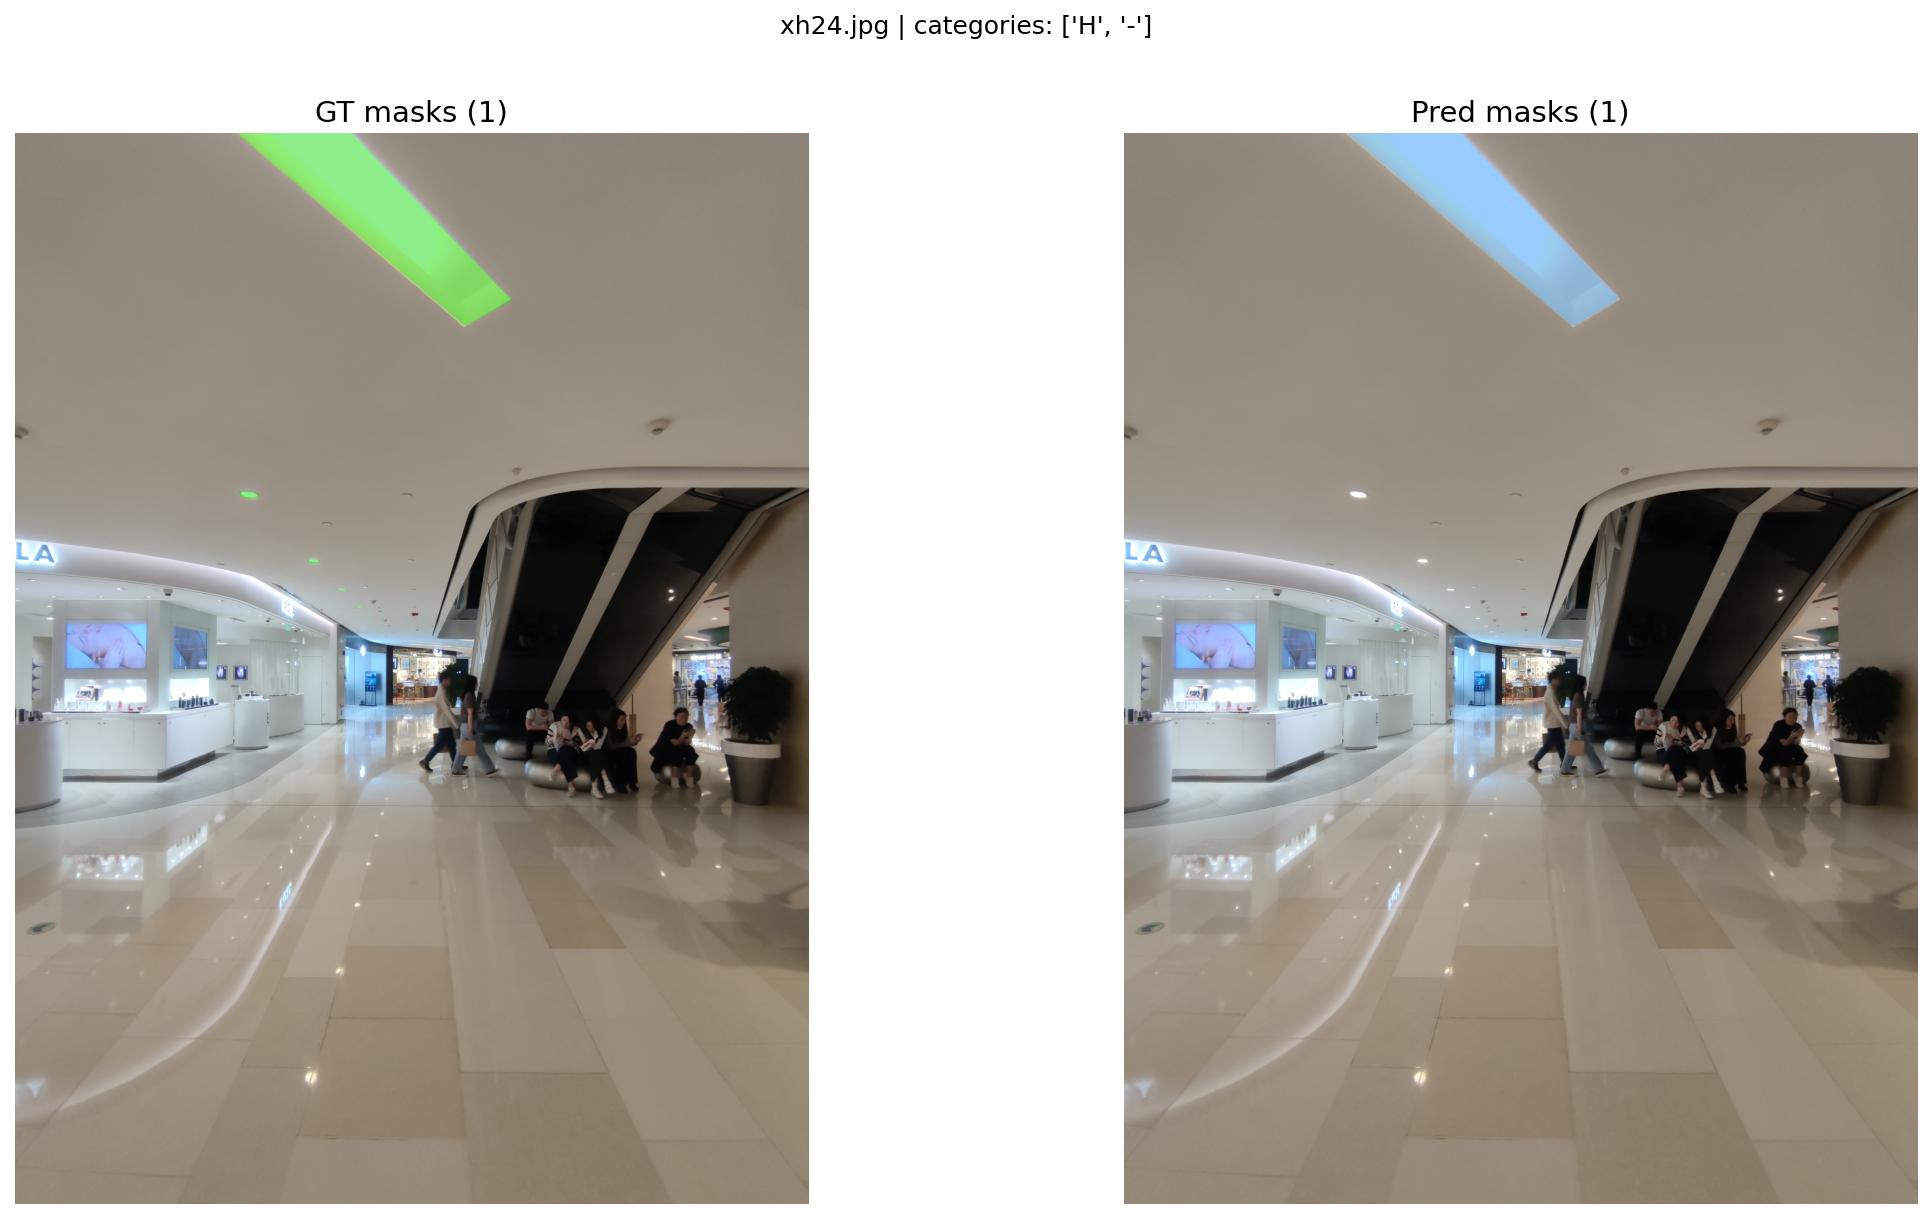 xh24.jpg | categories: ['H', '-']
GT masks (1)
Pred masks (1)
LA
LA